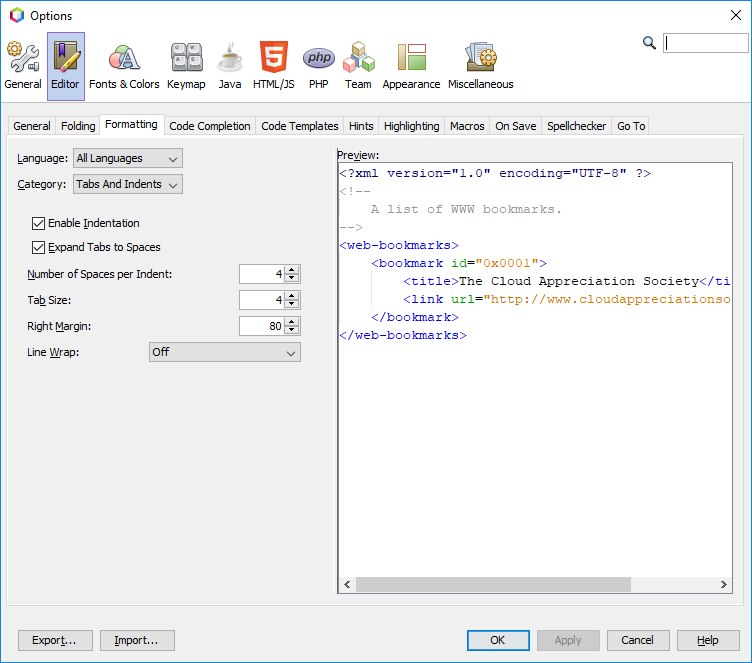 Options
General Editor Fonts & Colors Keymap Java HTML/JS PHP Team Appearance Miscellaneous
General Folding Formatting Code Completion Code Templates Hints Highlighting Macros On Save Spellchecker Go To
Language: All Languages
Category: Tabs And Indents
Enable Indentation
Expand Tabs to Spaces
Number of Spaces per Indent: 4
Tab Size: 4
Right Margin: 80
Line Wrap: Off
Preview:
<?xml version="1.0" encoding="UTF-8" ?>
<!--
A list of WWW bookmarks.
-->
<web-bookmarks>
<bookmark id="0x0001">
<title>The Cloud Appreciation Society</ti
<link url="http://www.cloudappreciationso
</bookmark>
</web-bookmarks>
Export... Import... OK Apply Cancel Help